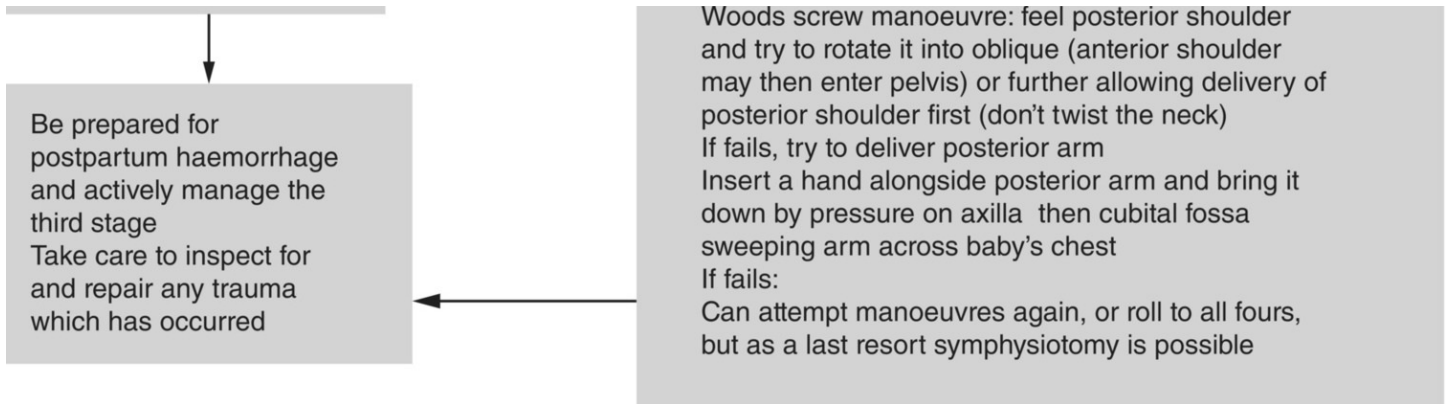 Be prepared for
postpartum haemorrhage
and actively manage the
third stage
Take care to inspect for
and repair any trauma
which has occurred
Woods screw manoeuvre: feel posterior shoulder
and try to rotate it into oblique (anterior shoulder
may then enter pelvis) or further allowing delivery of
posterior shoulder first (don't twist the neck)
If fails, try to deliver posterior arm
Insert a hand alongside posterior arm and bring it
down by pressure on axilla then cubital fossa
sweeping arm across baby's chest
If fails:
Can attempt manoeuvres again, or roll to all fours,
but as a last resort symphysiotomy is possible